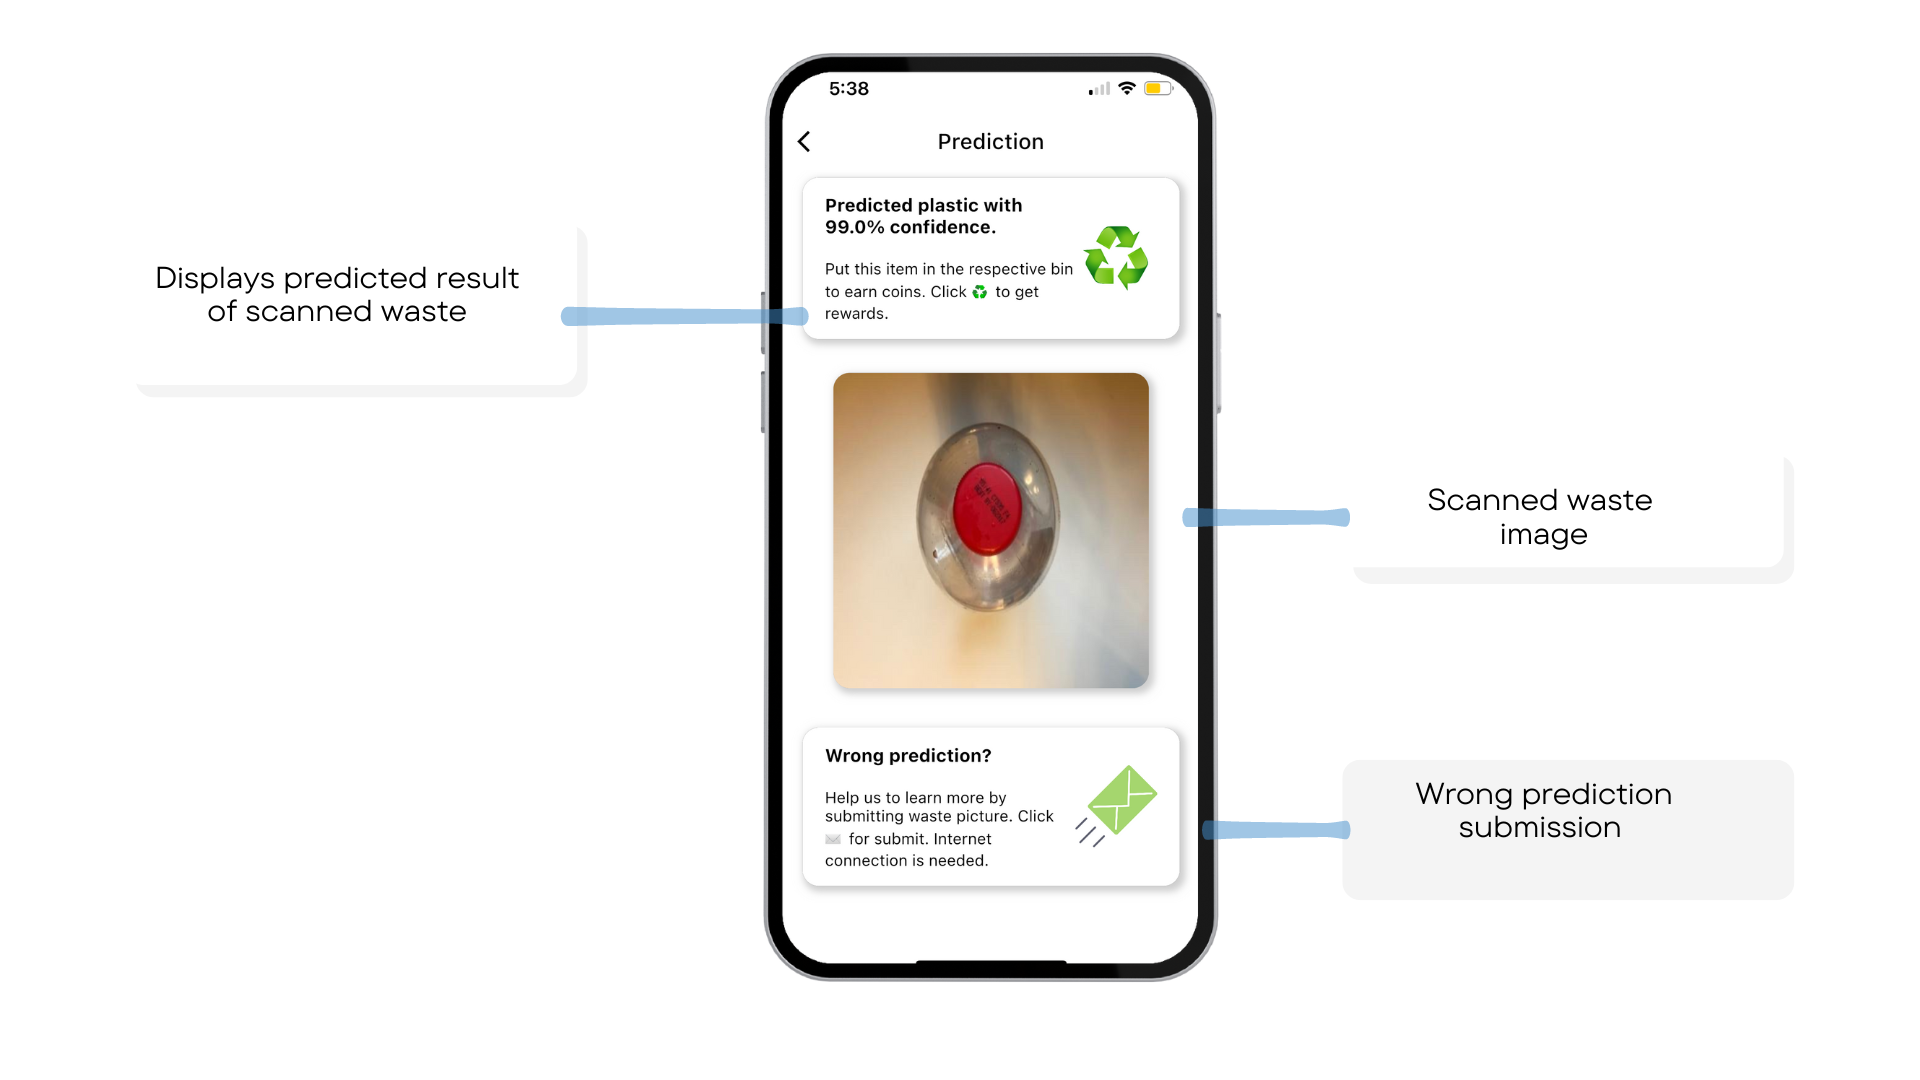 5:38
Prediction
Predicted plastic with
99.0% confidence.
Put this item in the respective bin
to earn coins. Click ♻ to get
rewards.
Displays predicted result
of scanned waste
Scanned waste
image
Wrong prediction?
Help us to learn more by
submitting waste picture. Click
✉ for submit. Internet
connection is needed.
Wrong prediction
submission